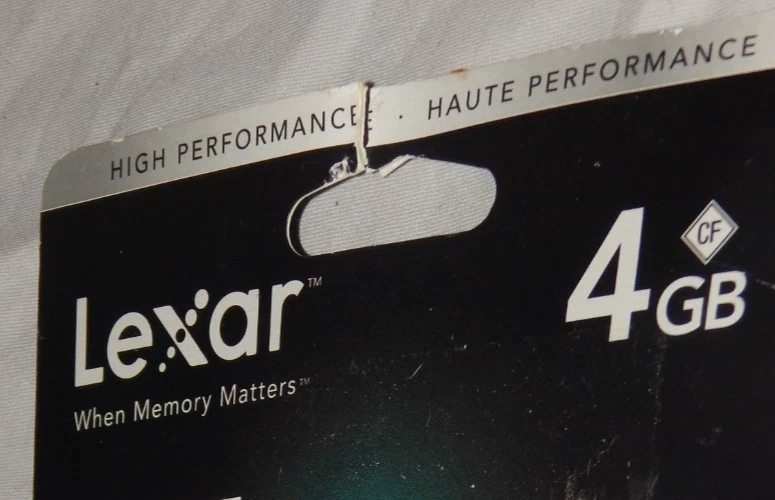 HIGH PERFORMANCE · HAUTE PERFORMANCE
CF
4GB
Lexar™
When Memory Matters™